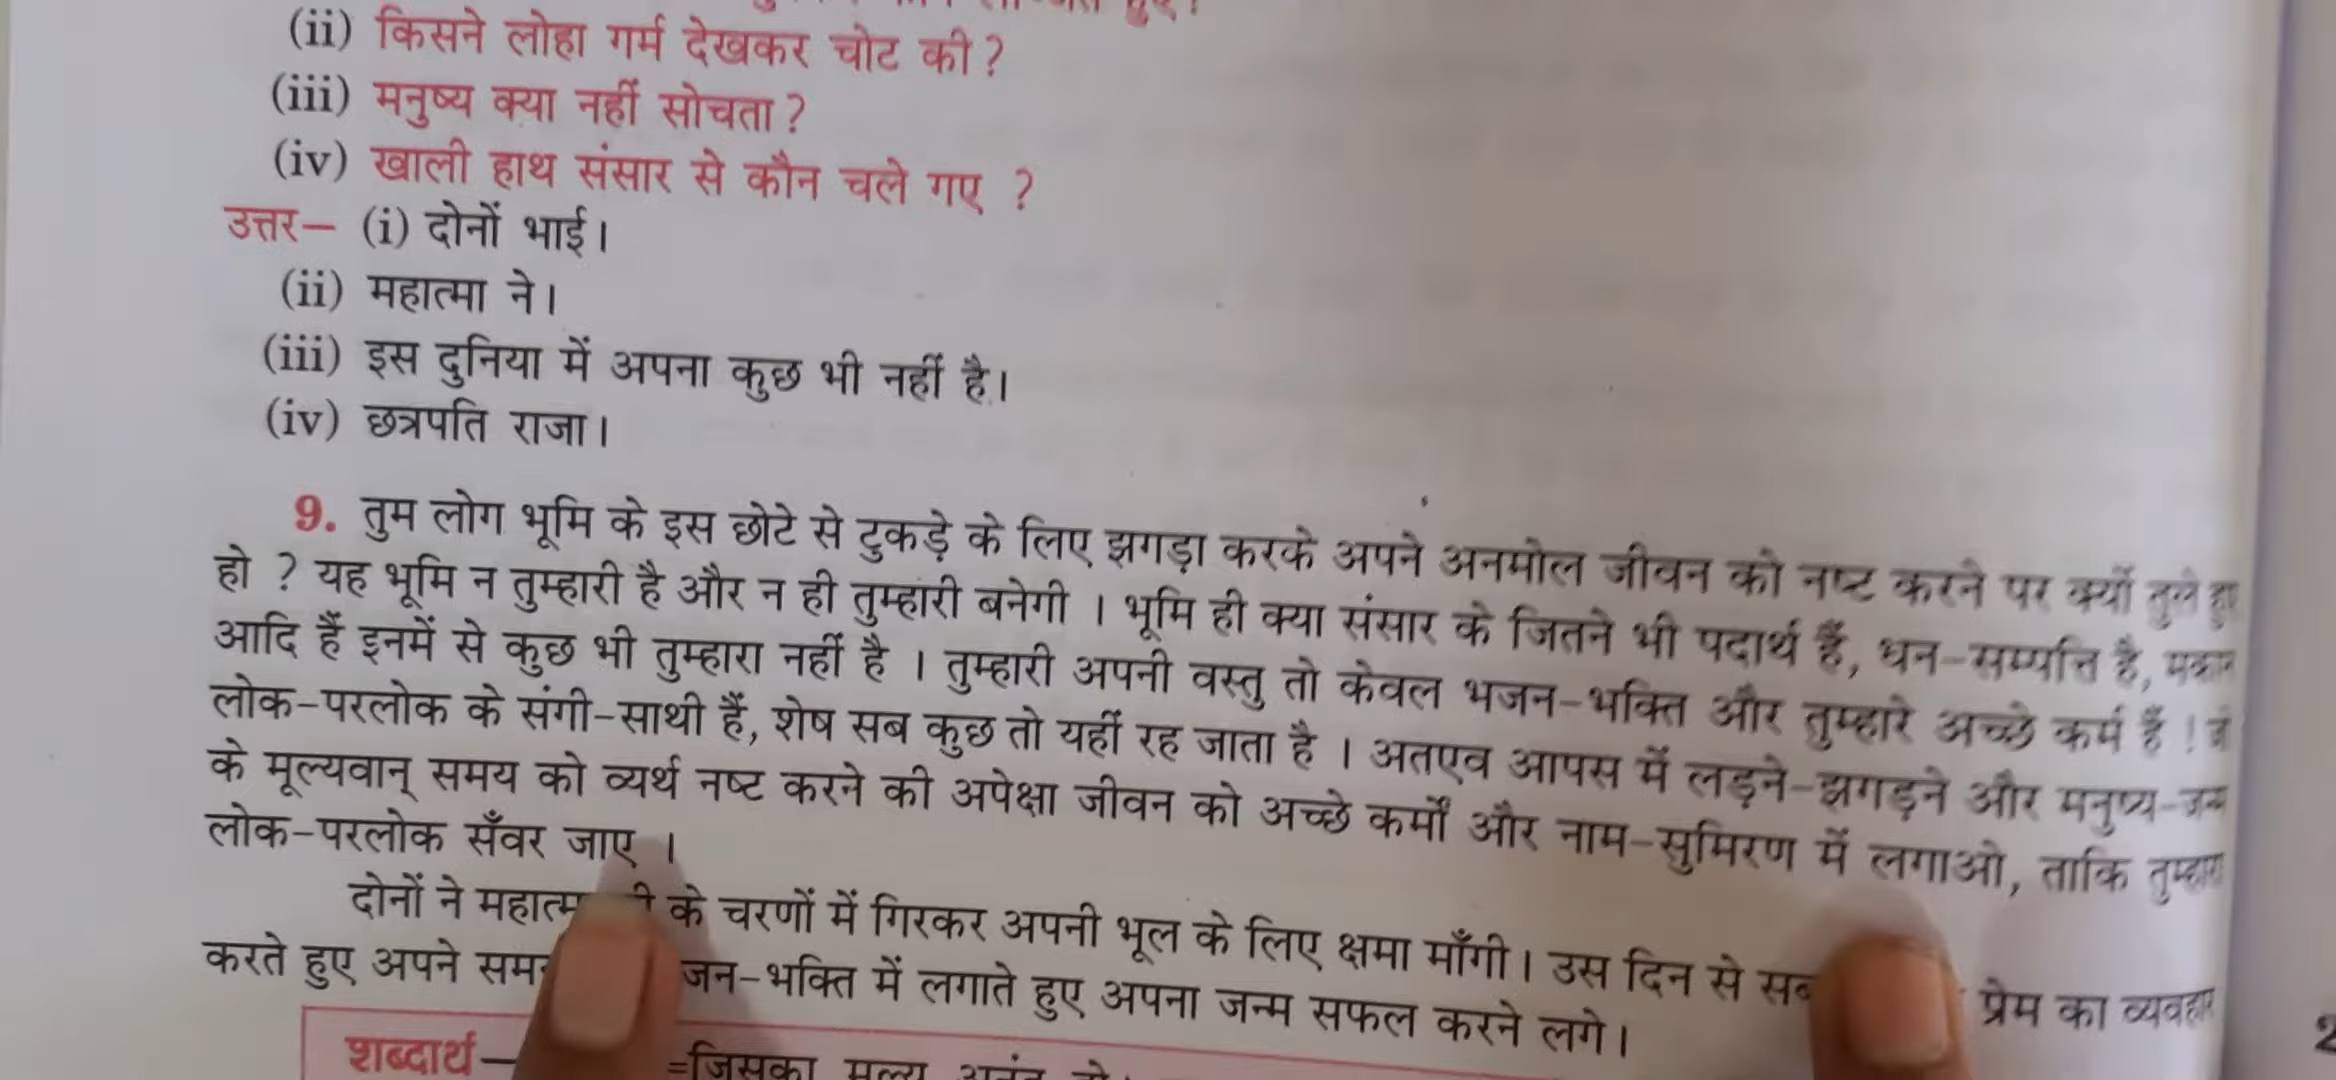 (ii) किसने लोहा गर्म देखकर चोट की ?
(iii) मनुष्य क्या नहीं सोचता ?
(iv) खाली हाथ संसार से कौन चले गए ?
उत्तर– (i) दोनों भाई।
(ii) महात्मा ने।
(iii) इस दुनिया में अपना कुछ भी नहीं है।
(iv) छत्रपति राजा।
9. तुम लोग भूमि के इस छोटे से टुकड़े के लिए झगड़ा करके अपने अनमोल जीवन को नष्ट करने पर क्यों तुले
हो ? यह भूमि न तुम्हारी है और न ही तुम्हारी बनेगी । भूमि ही क्या संसार के जितने भी पदार्थ हैं, धन-सम्पत्ति है, मकान
आदि हैं इनमें से कुछ भी तुम्हारा नहीं है । तुम्हारी अपनी वस्तु तो केवल भजन-भक्ति और तुम्हारे अच्छे कर्म हैं !
लोक-परलोक के संगी-साथी हैं, शेष सब कुछ तो यहीं रह जाता है । अतएव आपस में लड़ने-झगड़ने और मनुष्य-जन्म
के मूल्यवान् समय को व्यर्थ नष्ट करने की अपेक्षा जीवन को अच्छे कर्मों और नाम-सुमिरण में लगाओ, ताकि
लोक-परलोक सँवर जाए ।
दोनों ने के चरणों में गिरकर अपनी भूल के लिए क्षमा माँगी। उस दिन से प्रेम का व्यवहार
करते हुए अपने में लगाते हुए अपना जन्म सफल करने लगे।
शब्दार्थ– =जिसका